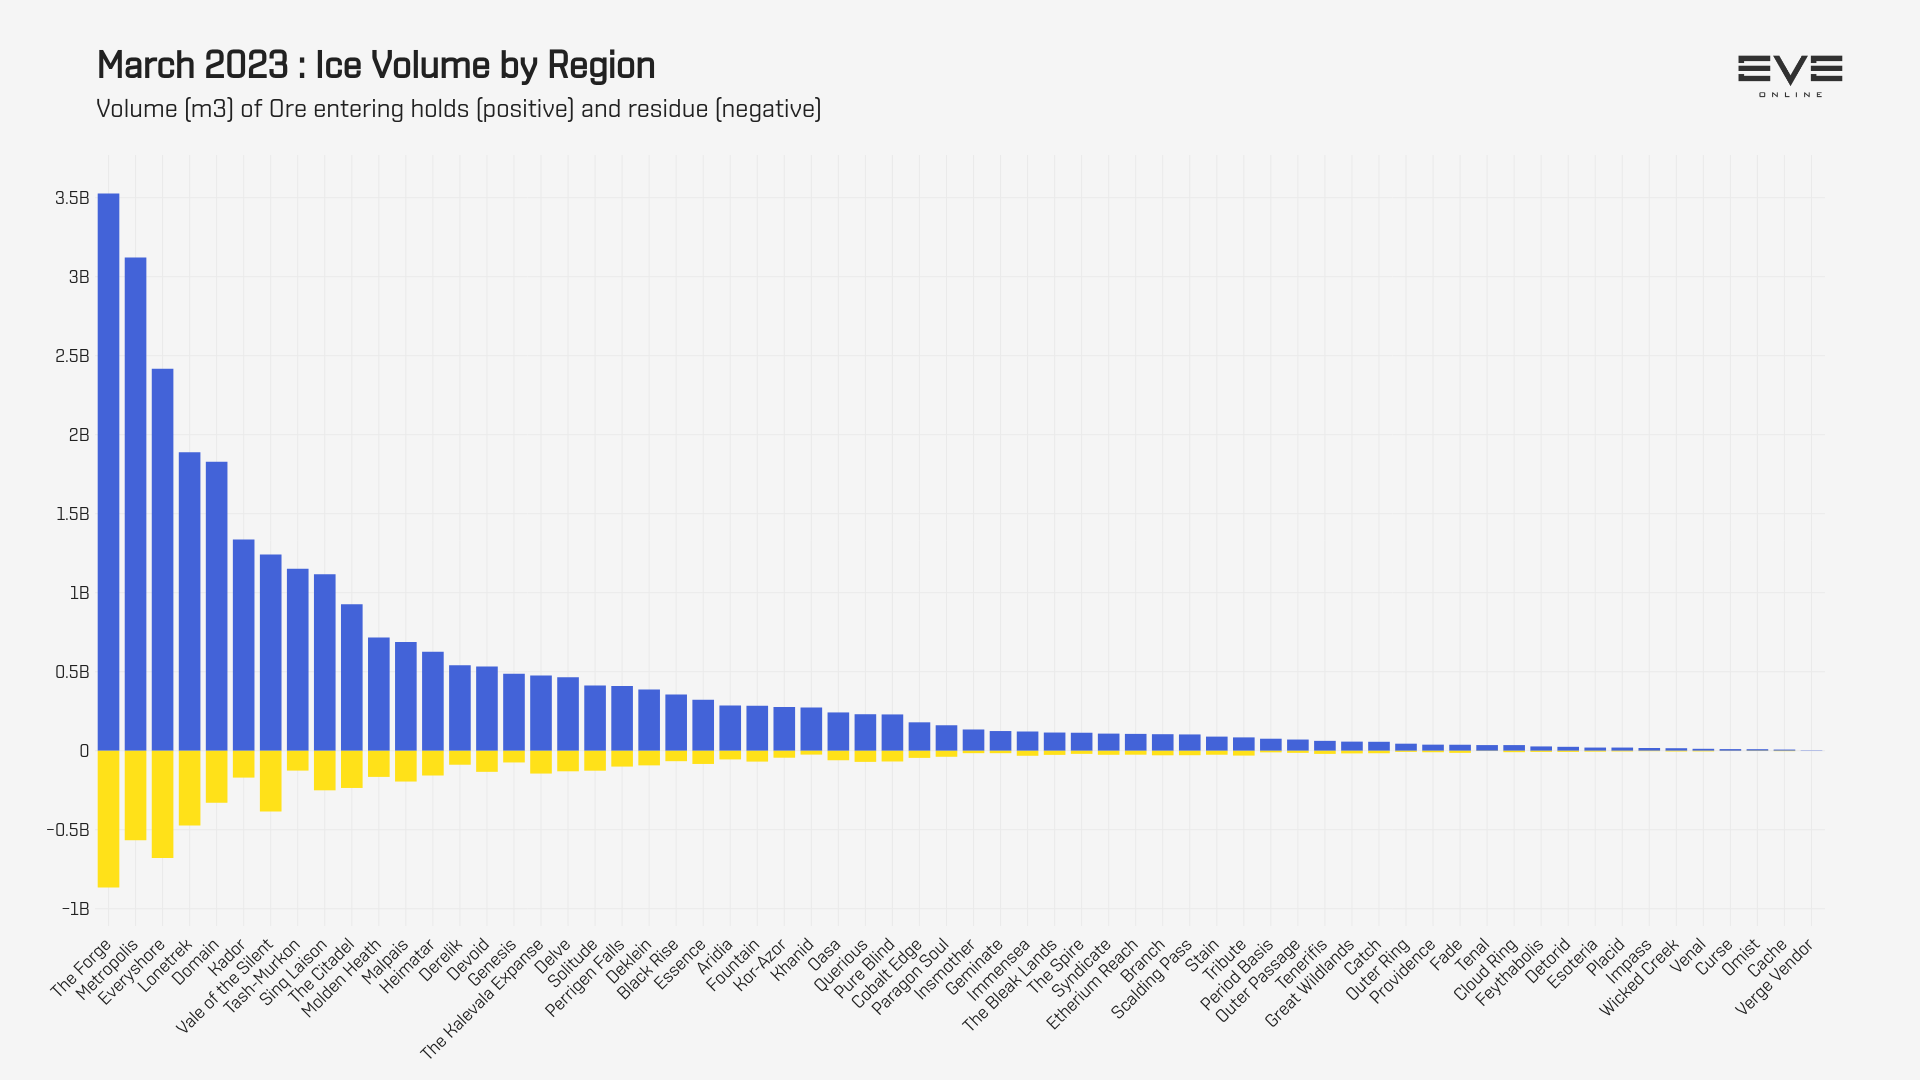 March 2023 : Ice Volume by Region
Volume (m3) of Ore entering holds (positive) and residue (negative)
EVE
ONLINE
3.5B
3B
2.5B
2B
1.5B
1B
0.5B
0
−0.5B
−1B
The Forge
Metropolis
Everyshore
Lonetrek
Domain
Kador
Vale of the Silent
Tash-Murkon
Sinq Laison
The Citadel
Molden Heath
Malpais
Heimatar
Derelik
Devoid
Genesis
The Kalevala Expanse
Delve
Solitude
Perrigen Falls
Deklein
Black Rise
Essence
Aridia
Fountain
Kor-Azor
Khanid
Oasa
Querious
Pure Blind
Cobalt Edge
Paragon Soul
Insmother
Geminate
Immensea
The Bleak Lands
The Spire
Syndicate
Etherium Reach
Branch
Scalding Pass
Stain
Tribute
Period Basis
Outer Passage
Tenerifis
Great Wildlands
Catch
Outer Ring
Providence
Fade
Tenal
Cloud Ring
Feythabolis
Detorid
Esoteria
Placid
Impass
Wicked Creek
Venal
Curse
Omist
Cache
Verge Vendor